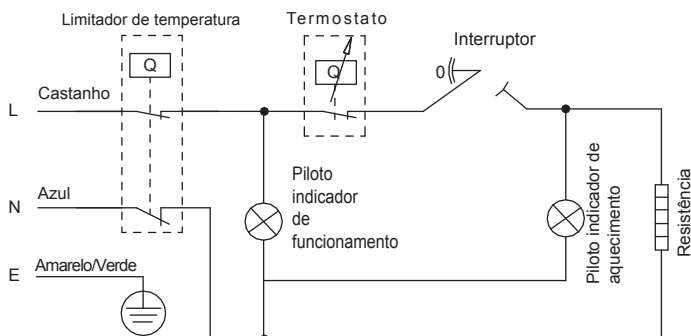 Limitador de temperatura
Termostato
Interruptor
Q
Q
0
L
Castanho
N
Azul
E
Amarelo/Verde
Piloto
indicador
de
funcionamento
Piloto indicador de
aquecimento
Resistência